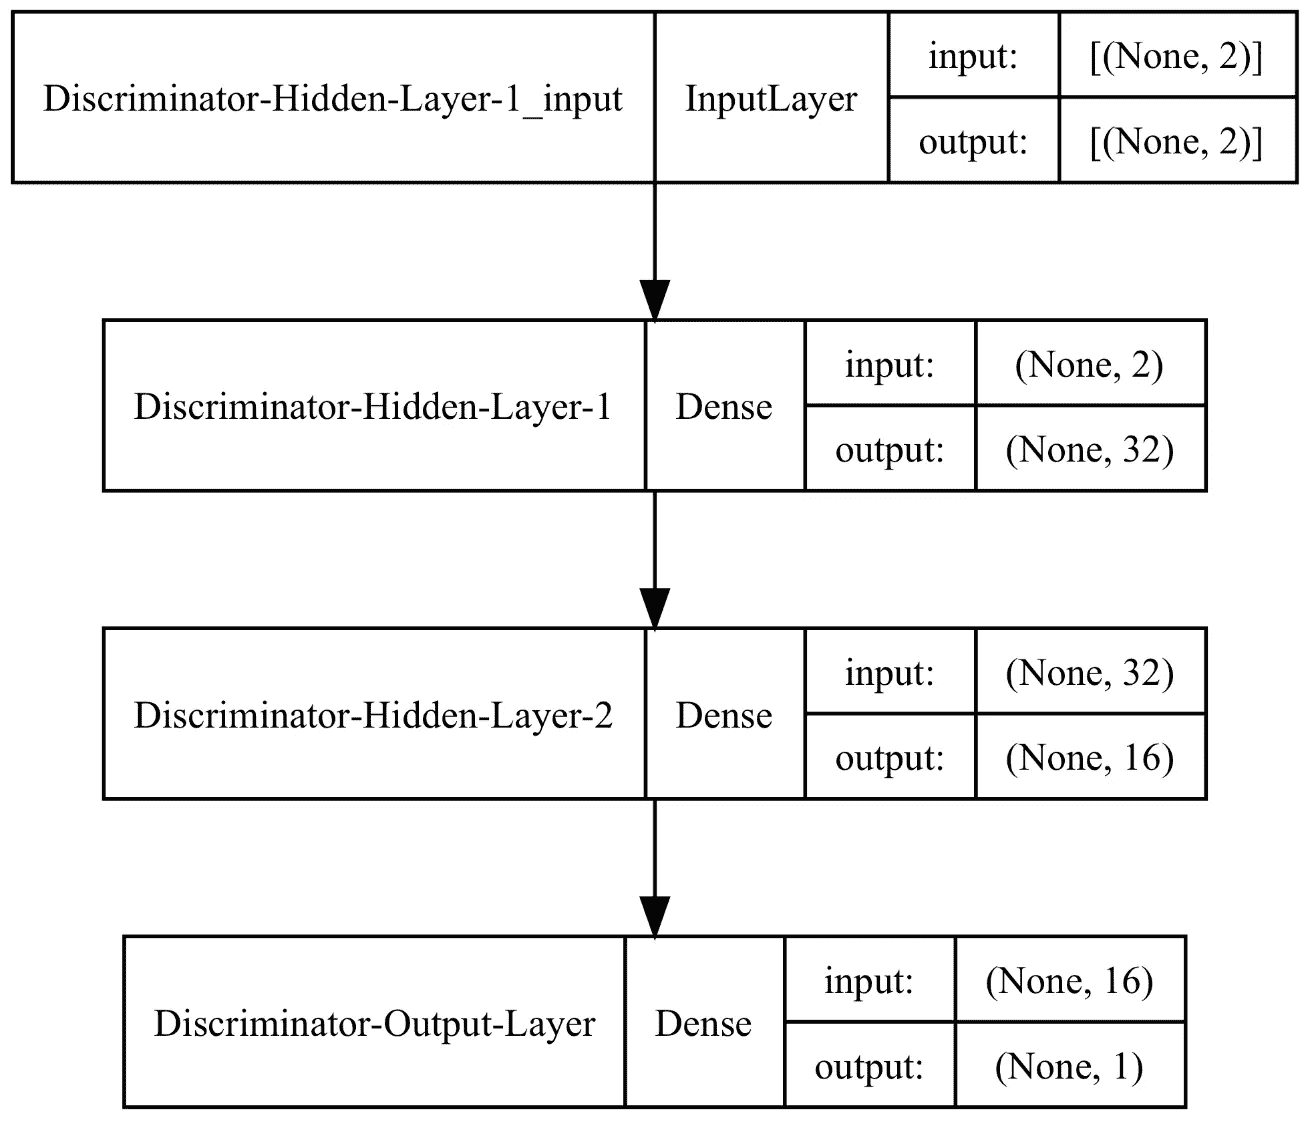 Discriminator-Hidden-Layer-1_input
InputLayer
input:
[(None, 2)]
output:
[(None, 2)]
Discriminator-Hidden-Layer-1
Dense
input:
(None, 2)
output:
(None, 32)
Discriminator-Hidden-Layer-2
Dense
input:
(None, 32)
output:
(None, 16)
Discriminator-Output-Layer
Dense
input:
(None, 16)
output:
(None, 1)